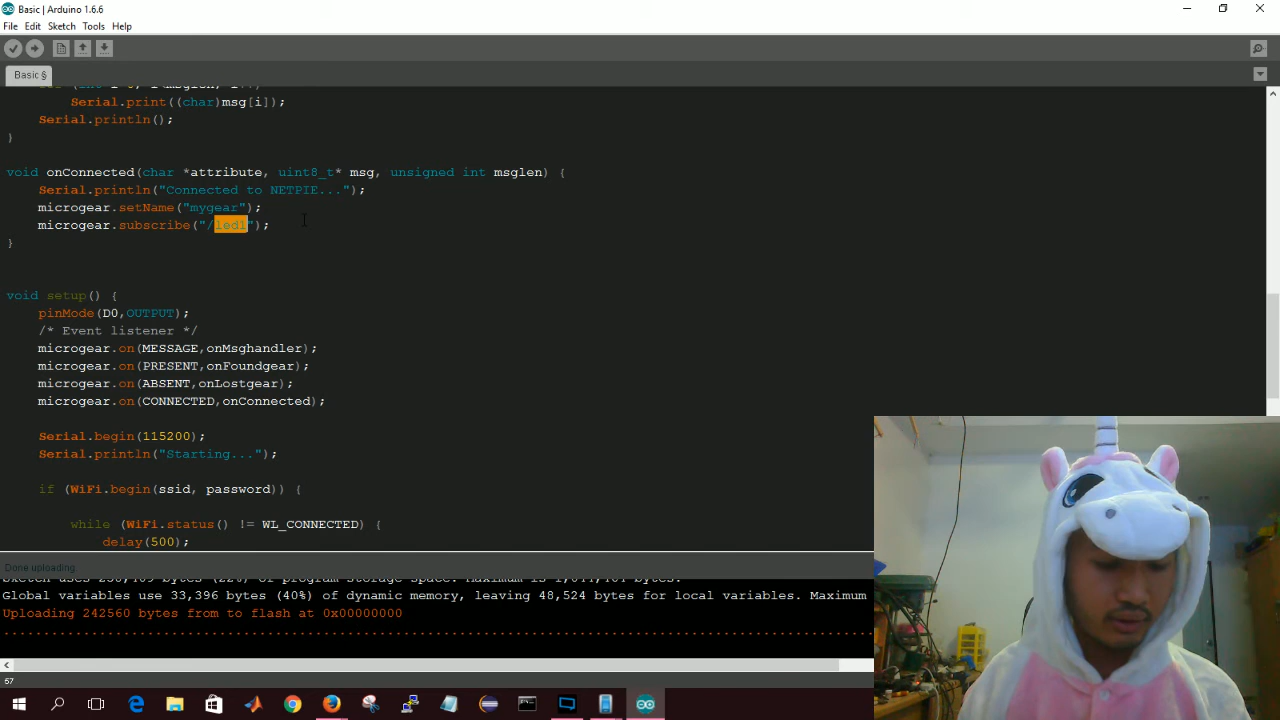 Basic | Arduino 1.6.6
File Edit Sketch Tools Help
Basic §
Serial.print((char)msg[i]);
Serial.println();
}
void onConnected(char *attribute, uint8_t* msg, unsigned int msglen) {
Serial.println("Connected to NETPIE...");
microgear.setName("mygear");
microgear.subscribe("/led1");
}
void setup() {
pinMode(D0,OUTPUT);
/* Event listener */
microgear.on(MESSAGE,onMsghandler);
microgear.on(PRESENT,onFoundgear);
microgear.on(ABSENT,onLostgear);
microgear.on(CONNECTED,onConnected);
Serial.begin(115200);
Serial.println("Starting...");
if (WiFi.begin(ssid, password)) {
while (WiFi.status() != WL_CONNECTED) {
delay(500);
Done uploading.
Global variables use 33,396 bytes (40%) of dynamic memory, leaving 48,524 bytes for local variables. Maximum
Uploading 242560 bytes from to flash at 0x00000000
57